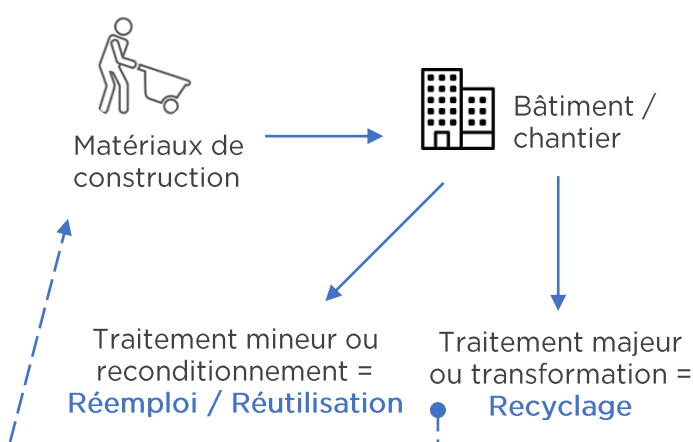 Matériaux de
construction
Bâtiment /
chantier
Traitement mineur ou
reconditionnement =
Réemploi / Réutilisation
Traitement majeur
ou transformation =
Recyclage